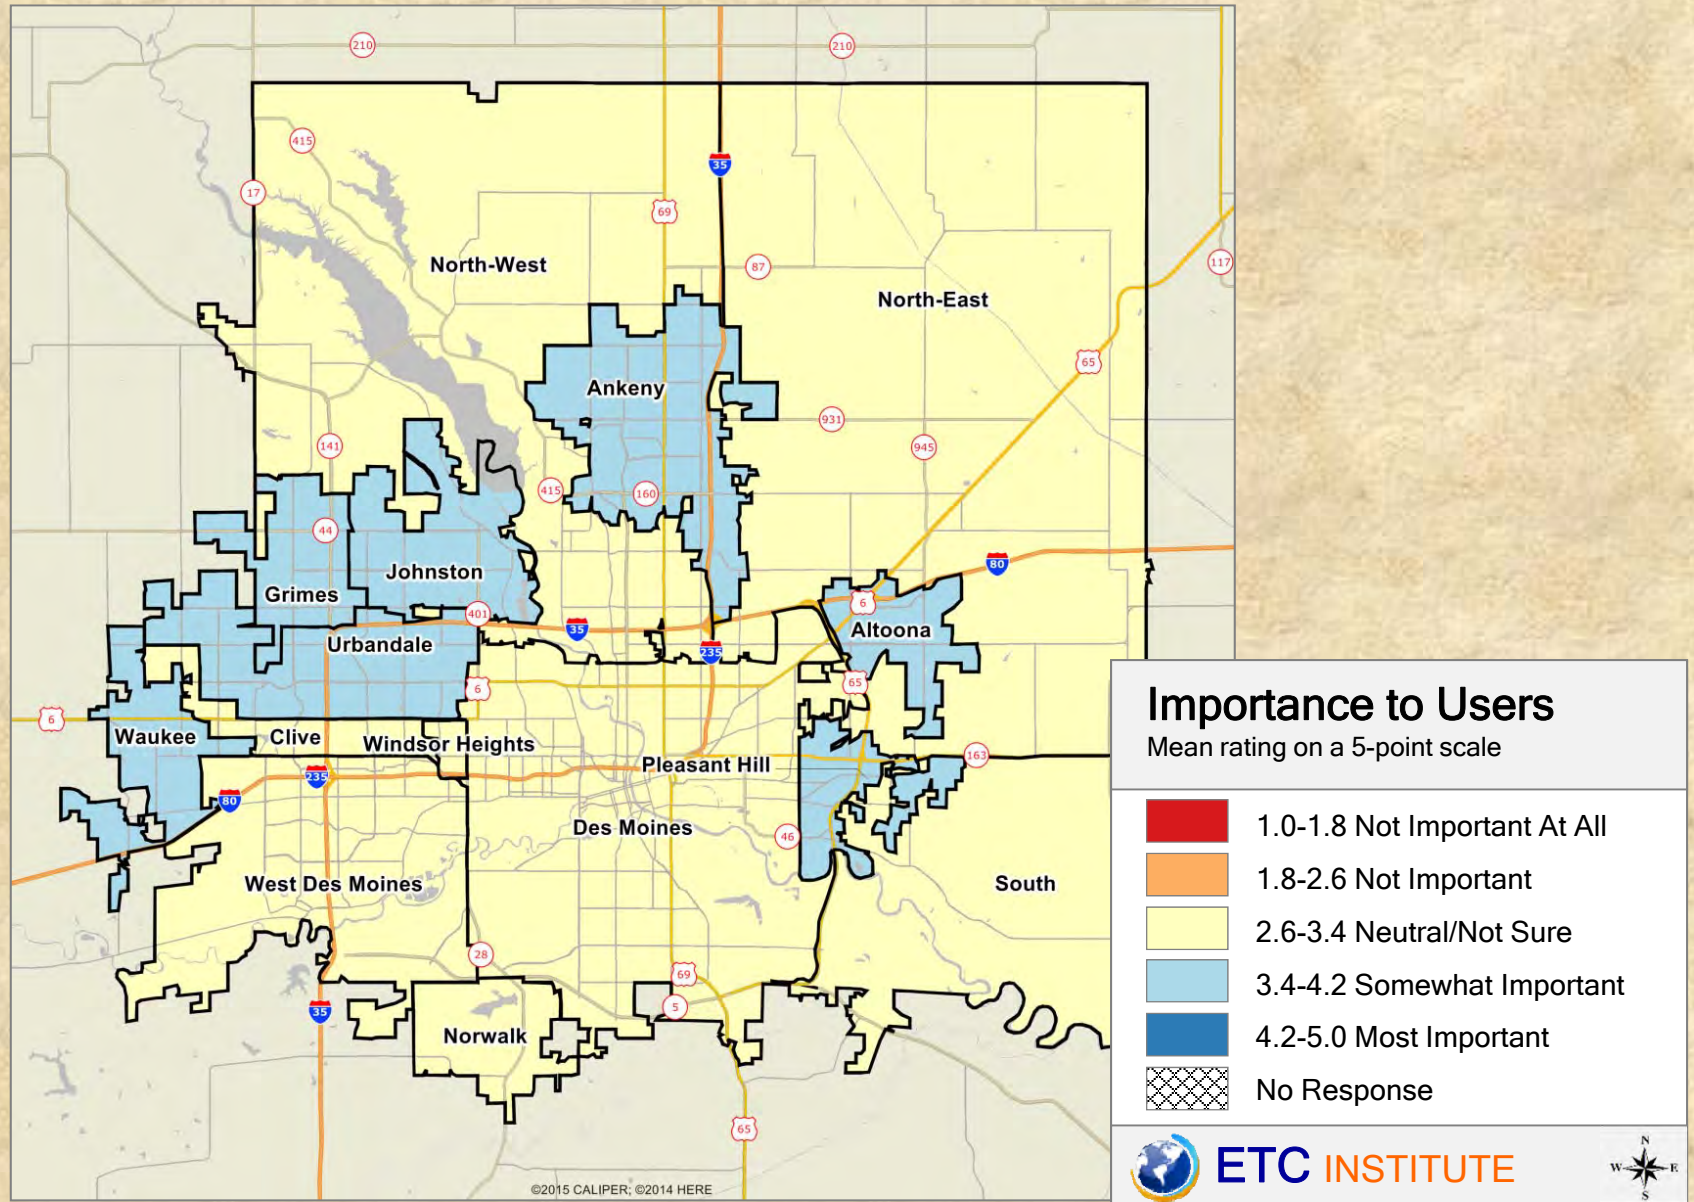 210
210
415
35
17
69
North-West
87
117
North-East
65
Ankeny
931
141
945
415
160
44
80
Johnston
Grimes
6
401
35
Altoona
Urbandale
235
65
6
6
Waukee
Clive
Windsor Heights
163
Pleasant Hill
235
80
Des Moines
46
West Des Moines
South
28
69
5
35
Norwalk
65
©2015 CALIPER; ©2014 HERE
Importance to Users
Mean rating on a 5-point scale
1.0-1.8 Not Important At All
1.8-2.6 Not Important
2.6-3.4 Neutral/Not Sure
3.4-4.2 Somewhat Important
4.2-5.0 Most Important
No Response
ETC INSTITUTE
N
W E
S